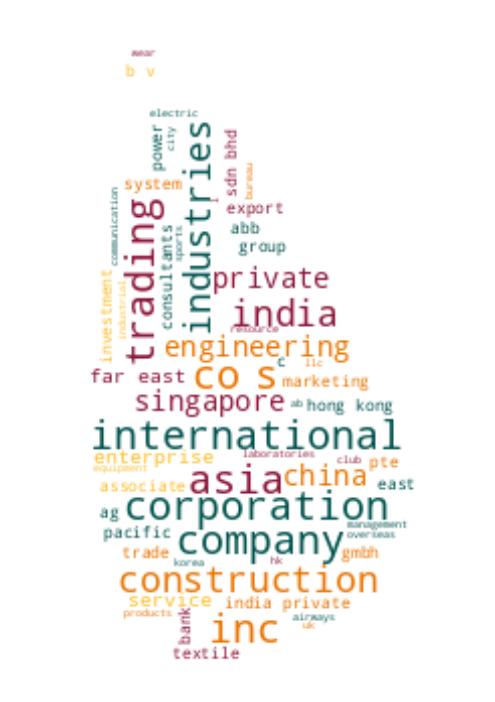 wear
b v
electric
power
city
industries
sdn bhd
bureau
system
communication
trading
l
export
consultants
sports
abb
group
investment
industrial
private
india
resource
engineering
c
llc
far east
co s
marketing
singapore
ab
hong kong
international
enterprise
laboratories
club
pte
equipment
asia
china
associate
east
ag
corporation
pacific
company
management
overseas
trade
gmbh
korea
hk
construction
service
india private
products
bank
inc
airways
uk
textile